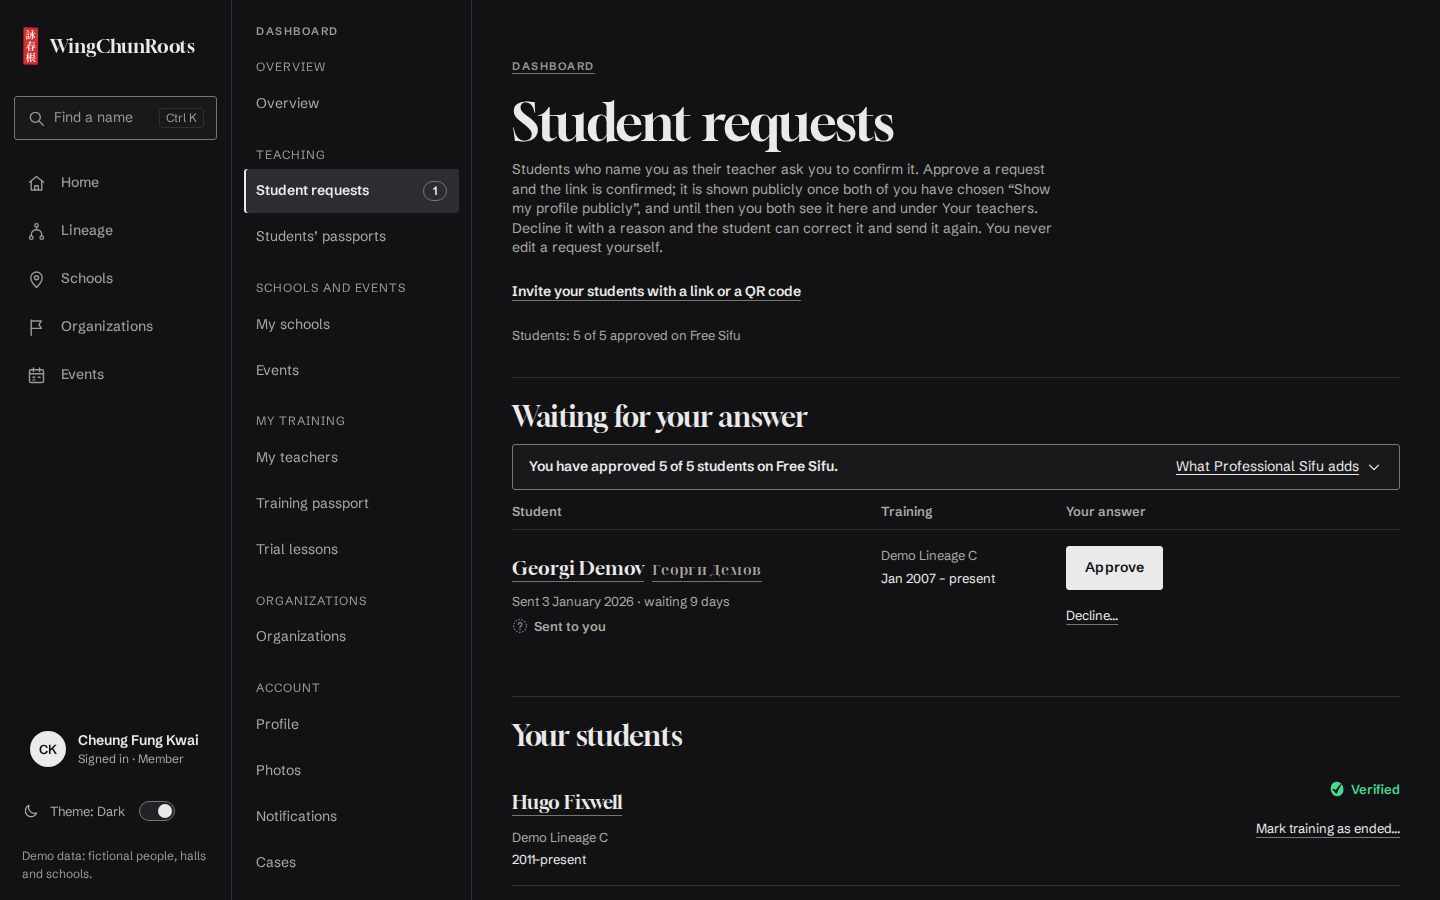 詠春根
WingChunRoots
Find a name
Ctrl K
Home
Lineage
Schools
Organizations
Events
CK
Cheung Fung Kwai
Signed in · Member
Theme: Dark
Demo data: fictional people, halls
and schools.
DASHBOARD
OVERVIEW
Overview
TEACHING
Student requests
1
Students’ passports
SCHOOLS AND EVENTS
My schools
Events
MY TRAINING
My teachers
Training passport
Trial lessons
ORGANIZATIONS
Organizations
ACCOUNT
Profile
Photos
Notifications
Cases
DASHBOARD
Student requests
Students who name you as their teacher ask you to confirm it. Approve a request
and the link is confirmed; it is shown publicly once both of you have chosen “Show
my profile publicly”, and until then you both see it here and under Your teachers.
Decline it with a reason and the student can correct it and send it again. You never
edit a request yourself.
Invite your students with a link or a QR code
Students: 5 of 5 approved on Free Sifu
Waiting for your answer
You have approved 5 of 5 students on Free Sifu.
What Professional Sifu adds
Student
Training
Your answer
Georgi Demov Георги Демов
Sent 3 January 2026 · waiting 9 days
Sent to you
Demo Lineage C
Jan 2007 – present
Approve
Decline…
Your students
Hugo Fixwell
Demo Lineage C
2011–present
Verified
Mark training as ended…